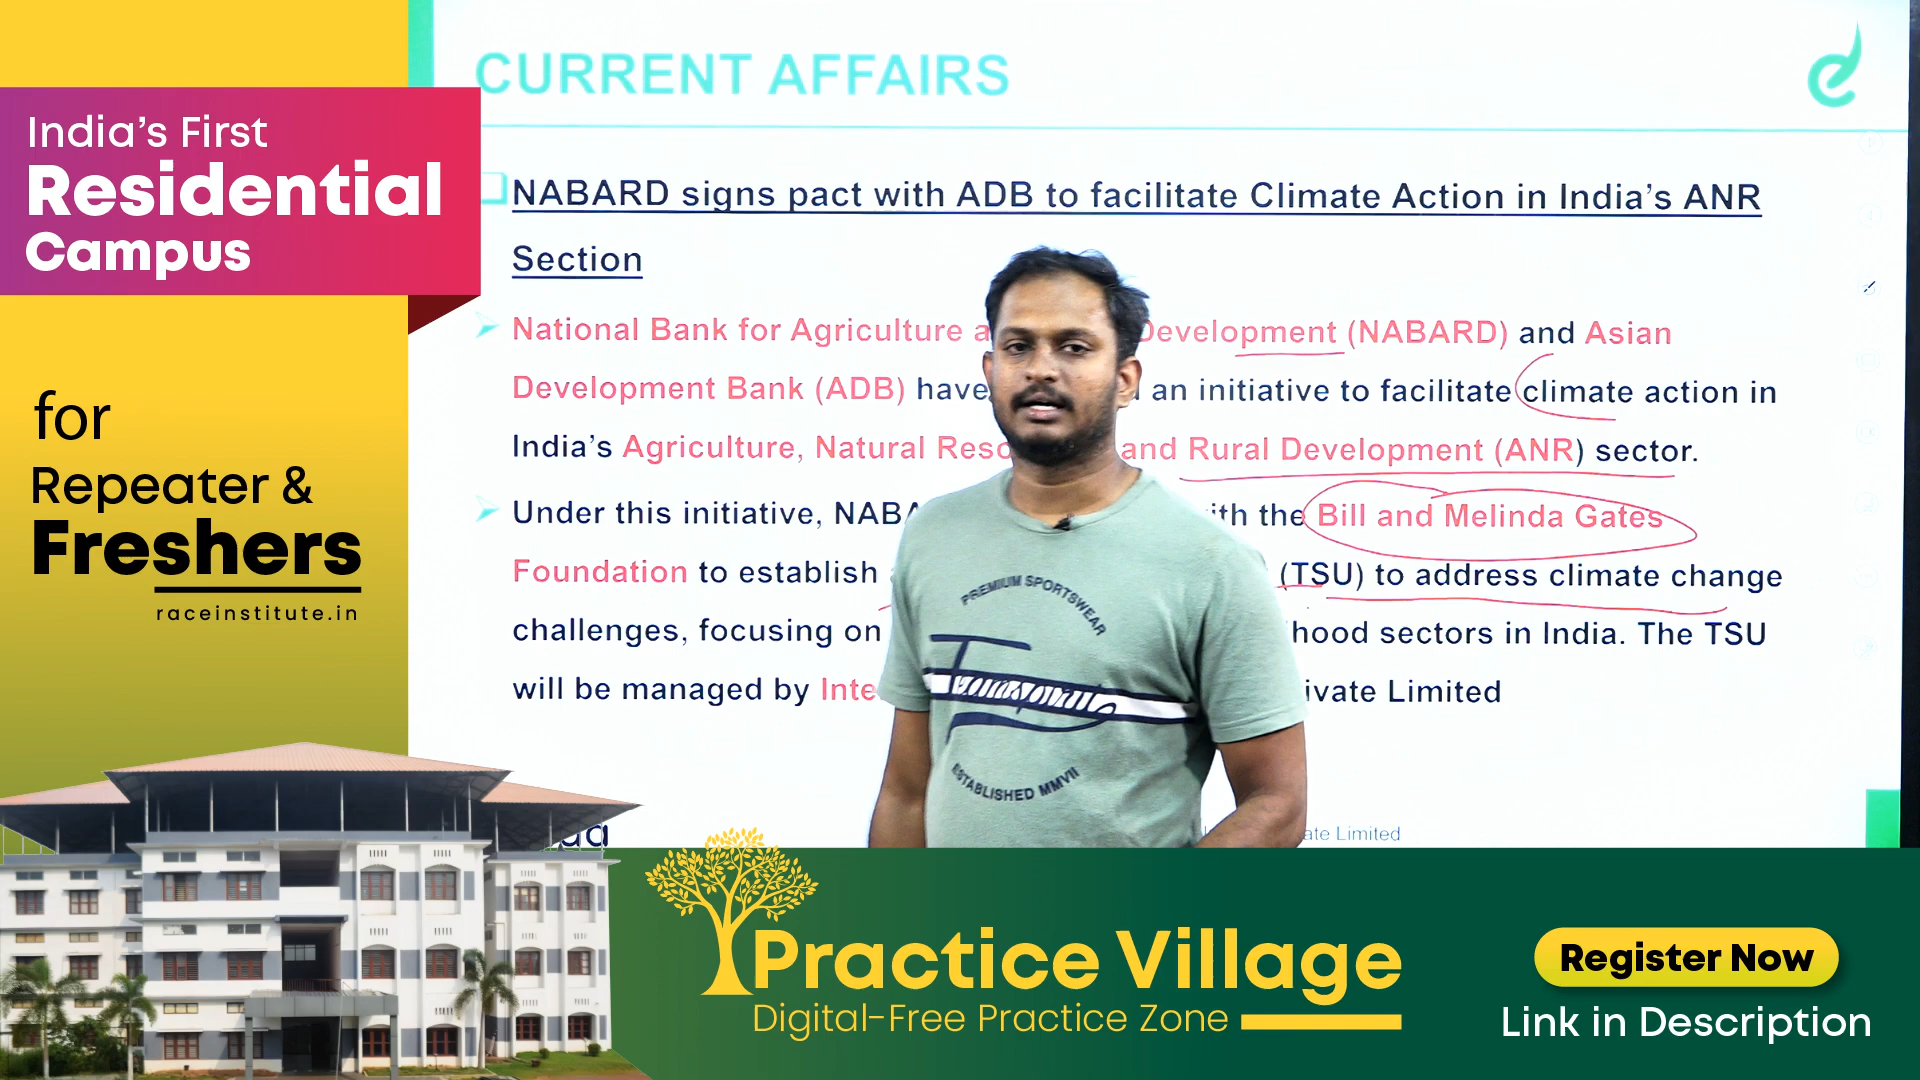 CURRENT AFFAIRS
India's First
Residential
Campus
for
Repeater &
Freshers
raceinstitute.in
NABARD signs pact with ADB to facilitate Climate Action in India's ANR
Section
National Bank for Agriculture a Development (NABARD) and Asian
Development Bank (ADB) have an initiative to facilitate climate action in
India's Agriculture, Natural Reso and Rural Development (ANR) sector.
Under this initiative, NABA ith the Bill and Melinda Gates
Foundation to establish (TSU) to address climate change
challenges, focusing on hood sectors in India. The TSU
will be managed by Inte ivate Limited
PREMIUM SPORTSWEAR
ESTABLISHED MMVII
ate Limited
Practice Village
Digital-Free Practice Zone
Register Now
Link in Description